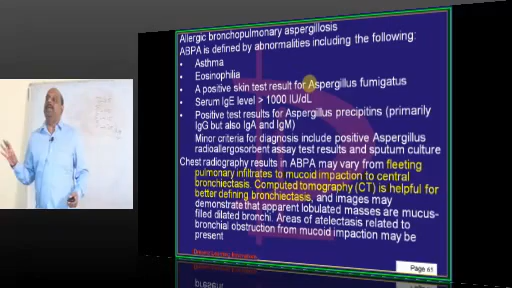 Allergic bronchopulmonary aspergillosis
ABPA is defined by abnormalities including the following:
• Asthma
• Eosinophilia
• A positive skin test result for Aspergillus fumigatus
• Serum IgE level > 1000 IU/dL
• Positive test results for Aspergillus precipitins (primarily
IgG but also IgA and IgM)
Minor criteria for diagnosis include positive Aspergillus
radioallergosorbent assay test results and sputum culture
Chest radiography results in ABPA may vary from fleeting
pulmonary infiltrates to mucoid impaction to central
bronchiectasis. Computed tomography (CT) is helpful for
better defining bronchiectasis, and images may
demonstrate that apparent lobulated masses are mucus-
filled dilated bronchi. Areas of atelectasis related to
bronchial obstruction from mucoid impaction may be
present
Page 61